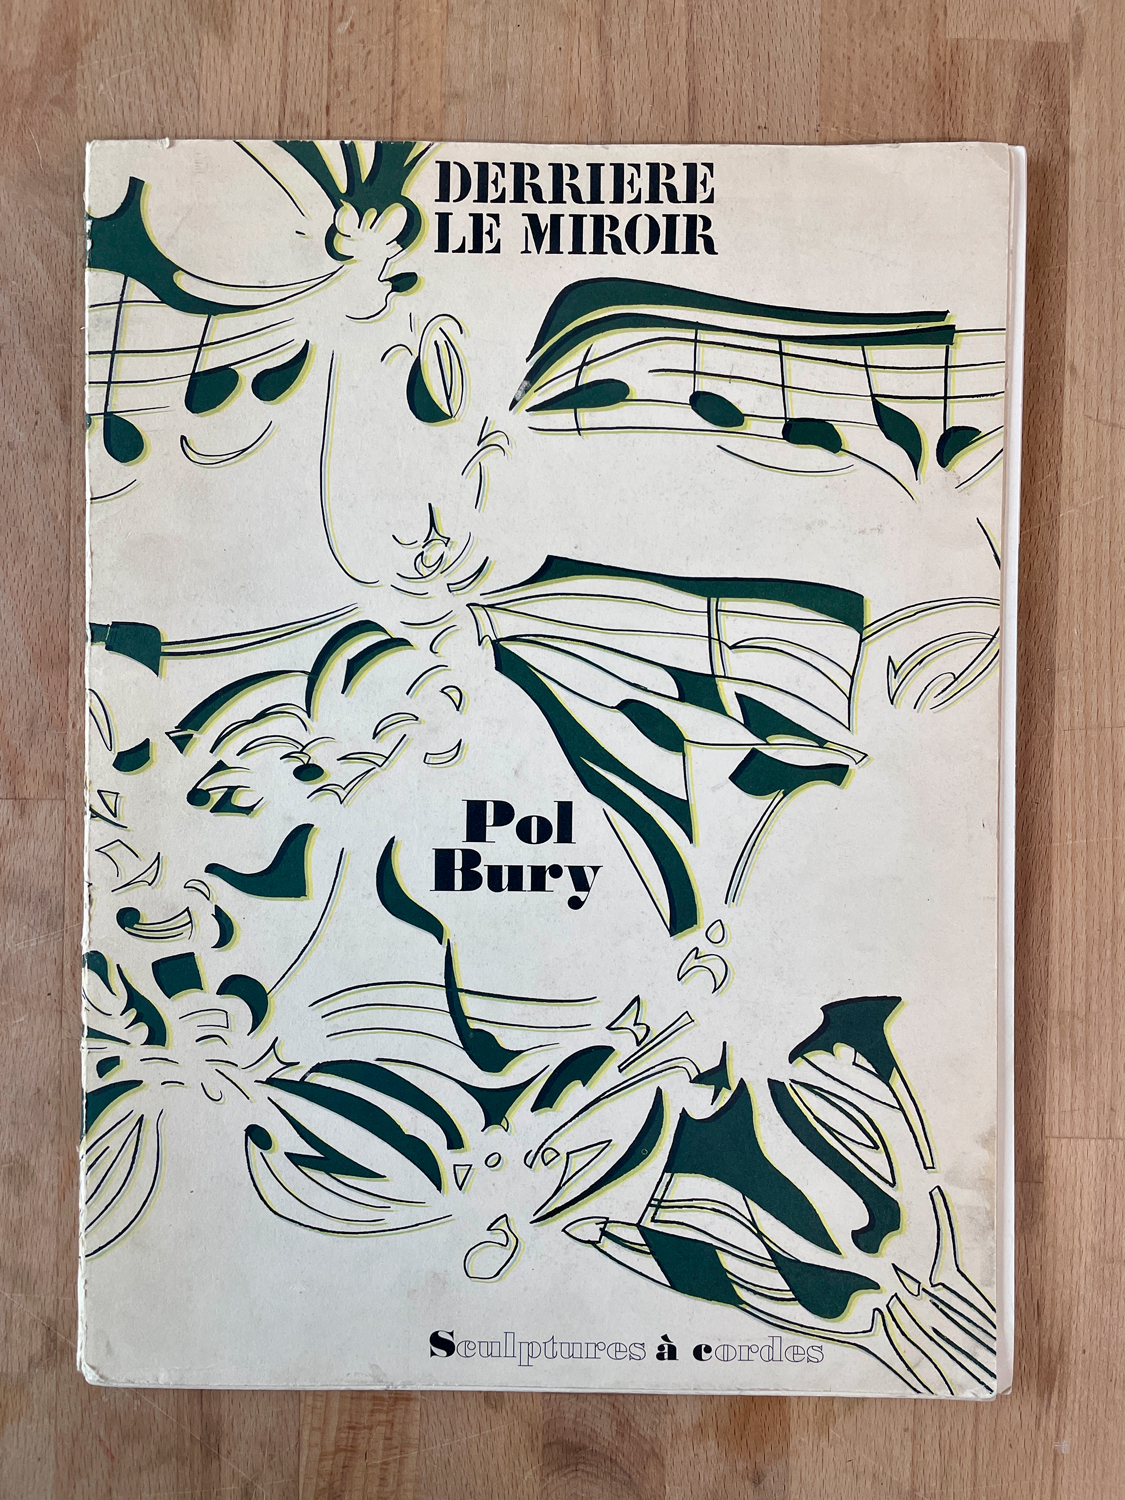 DERRIERE
LE MIROIR
Pol
Bury
Sculptures à cordes